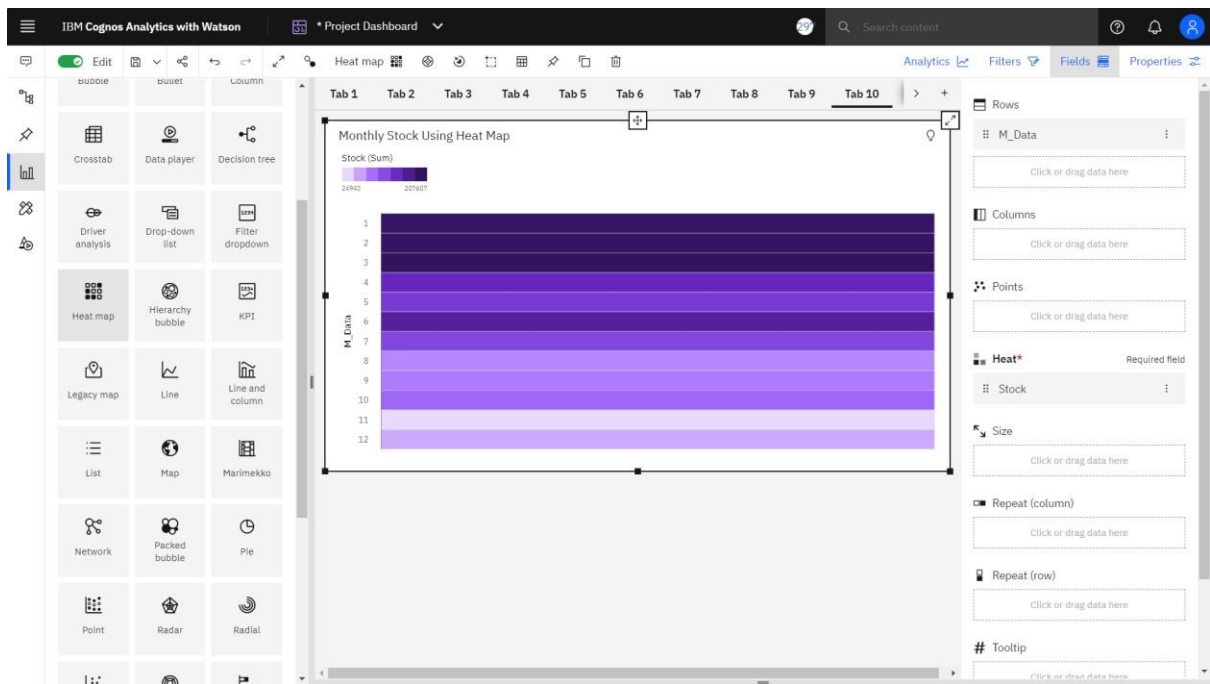 IBM Cognos Analytics with Watson
* Project Dashboard
29
Search content
Edit
Heat map
Analytics
Filters
Fields
Properties
Bubble
Bullet
Column
Crosstab
Data player
Decision tree
Driver
analysis
Drop-down
list
Filter
dropdown
Heat map
Hierarchy
bubble
KPI
Legacy map
Line
Line and
column
List
Map
Marimekko
Network
Packed
bubble
Pie
Point
Radar
Radial
Tab 1 Tab 2 Tab 3 Tab 4 Tab 5 Tab 6 Tab 7 Tab 8 Tab 9 Tab 10
Monthly Stock Using Heat Map
Stock (Sum)
24943 207607
M_Data
1
2
3
4
5
6
7
8
9
10
11
12
Rows
M_Data
Click or drag data here
Columns
Click or drag data here
Points
Click or drag data here
Heat* Required field
Stock
Size
Click or drag data here
Repeat (column)
Click or drag data here
Repeat (row)
Click or drag data here
# Tooltip
Click or drag data here